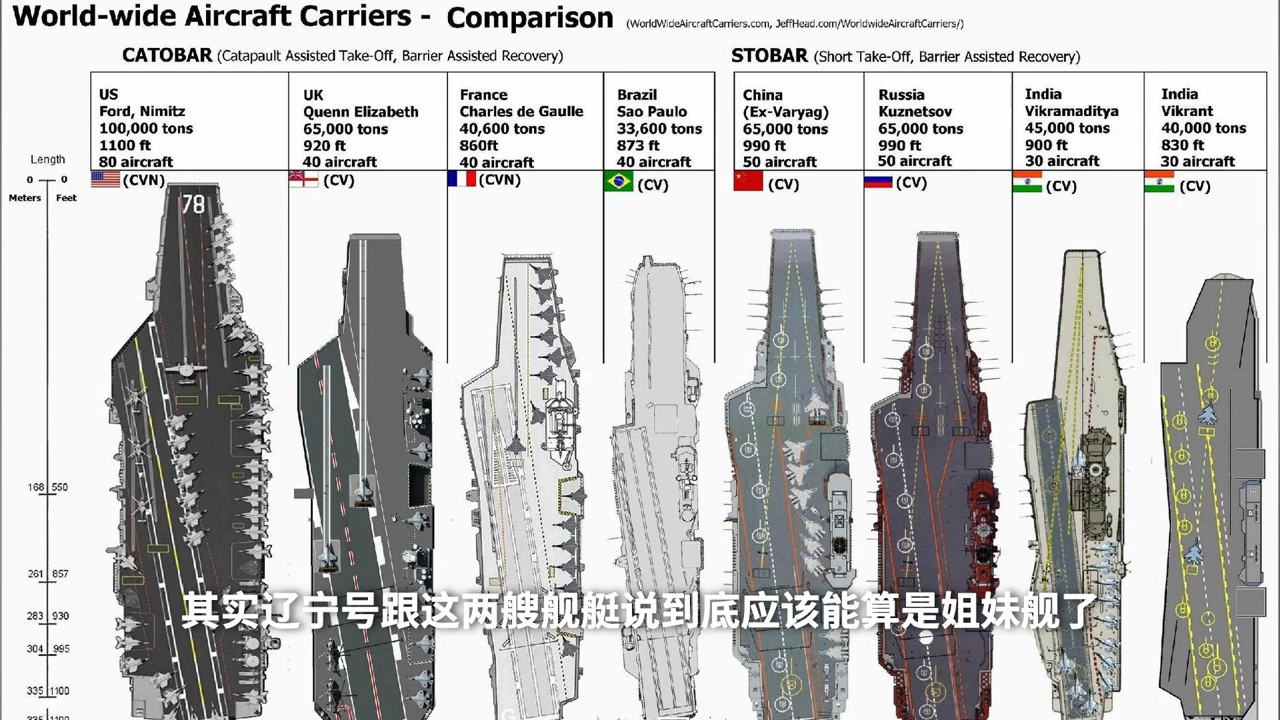 World-wide Aircraft Carriers - Comparison (WorldWideAircraftCarriers.com, JeffHead.com/WorldwideAircraftCarriers/)
CATOBAR (Catapault Assisted Take-Off, Barrier Assisted Recovery)
STOBAR (Short Take-Off, Barrier Assisted Recovery)
US
Ford, Nimitz
100,000 tons
1100 ft
80 aircraft
(CVN)
UK
Quenn Elizabeth
65,000 tons
920 ft
40 aircraft
(CV)
France
Charles de Gaulle
40,600 tons
860ft
40 aircraft
(CVN)
Brazil
Sao Paulo
33,600 tons
873 ft
40 aircraft
(CV)
China
(Ex-Varyag)
65,000 tons
990 ft
50 aircraft
(CV)
Russia
Kuznetsov
65,000 tons
990 ft
50 aircraft
(CV)
India
Vikramaditya
45,000 tons
900 ft
30 aircraft
(CV)
India
Vikrant
40,000 tons
830 ft
30 aircraft
(CV)
Length
0 0
Meters Feet
78
168 550
261 857
283 930
304 995
335 1100
其实辽宁号跟这两艘舰艇说到底应该能算是姐妹舰了